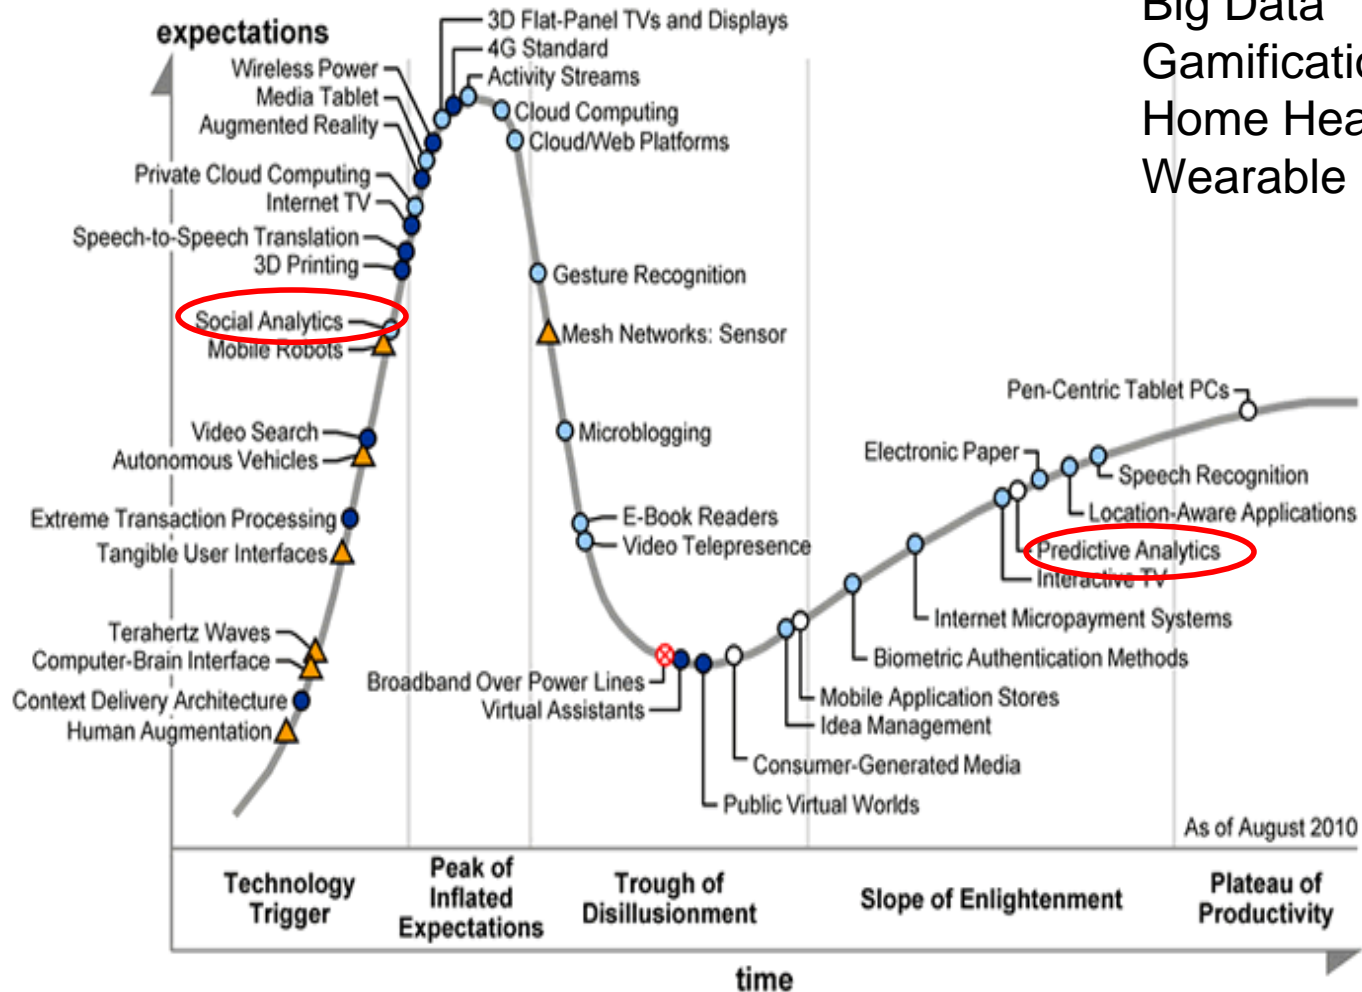 expectations
Big Data
Gamificatio
Home Hea
Wearable
3D Flat-Panel TVs and Displays
4G Standard
Activity Streams
Wireless Power
Media Tablet
Augmented Reality
Cloud Computing
Cloud/Web Platforms
Private Cloud Computing
Internet TV
Speech-to-Speech Translation
3D Printing
Gesture Recognition
Social Analytics
Mobile Robots
Mesh Networks: Sensor
Video Search
Autonomous Vehicles
Microblogging
Pen-Centric Tablet PCs
Electronic Paper
Speech Recognition
Location-Aware Applications
Predictive Analytics
Interactive TV
Extreme Transaction Processing
Tangible User Interfaces
E-Book Readers
Video Telepresence
Internet Micropayment Systems
Biometric Authentication Methods
Terahertz Waves
Computer-Brain Interface
Context Delivery Architecture
Human Augmentation
Broadband Over Power Lines
Virtual Assistants
Mobile Application Stores
Idea Management
Consumer-Generated Media
Public Virtual Worlds
As of August 2010
Technology
Trigger
Peak of
Inflated
Expectations
Trough of
Disillusionment
Slope of Enlightenment
Plateau of
Productivity
time